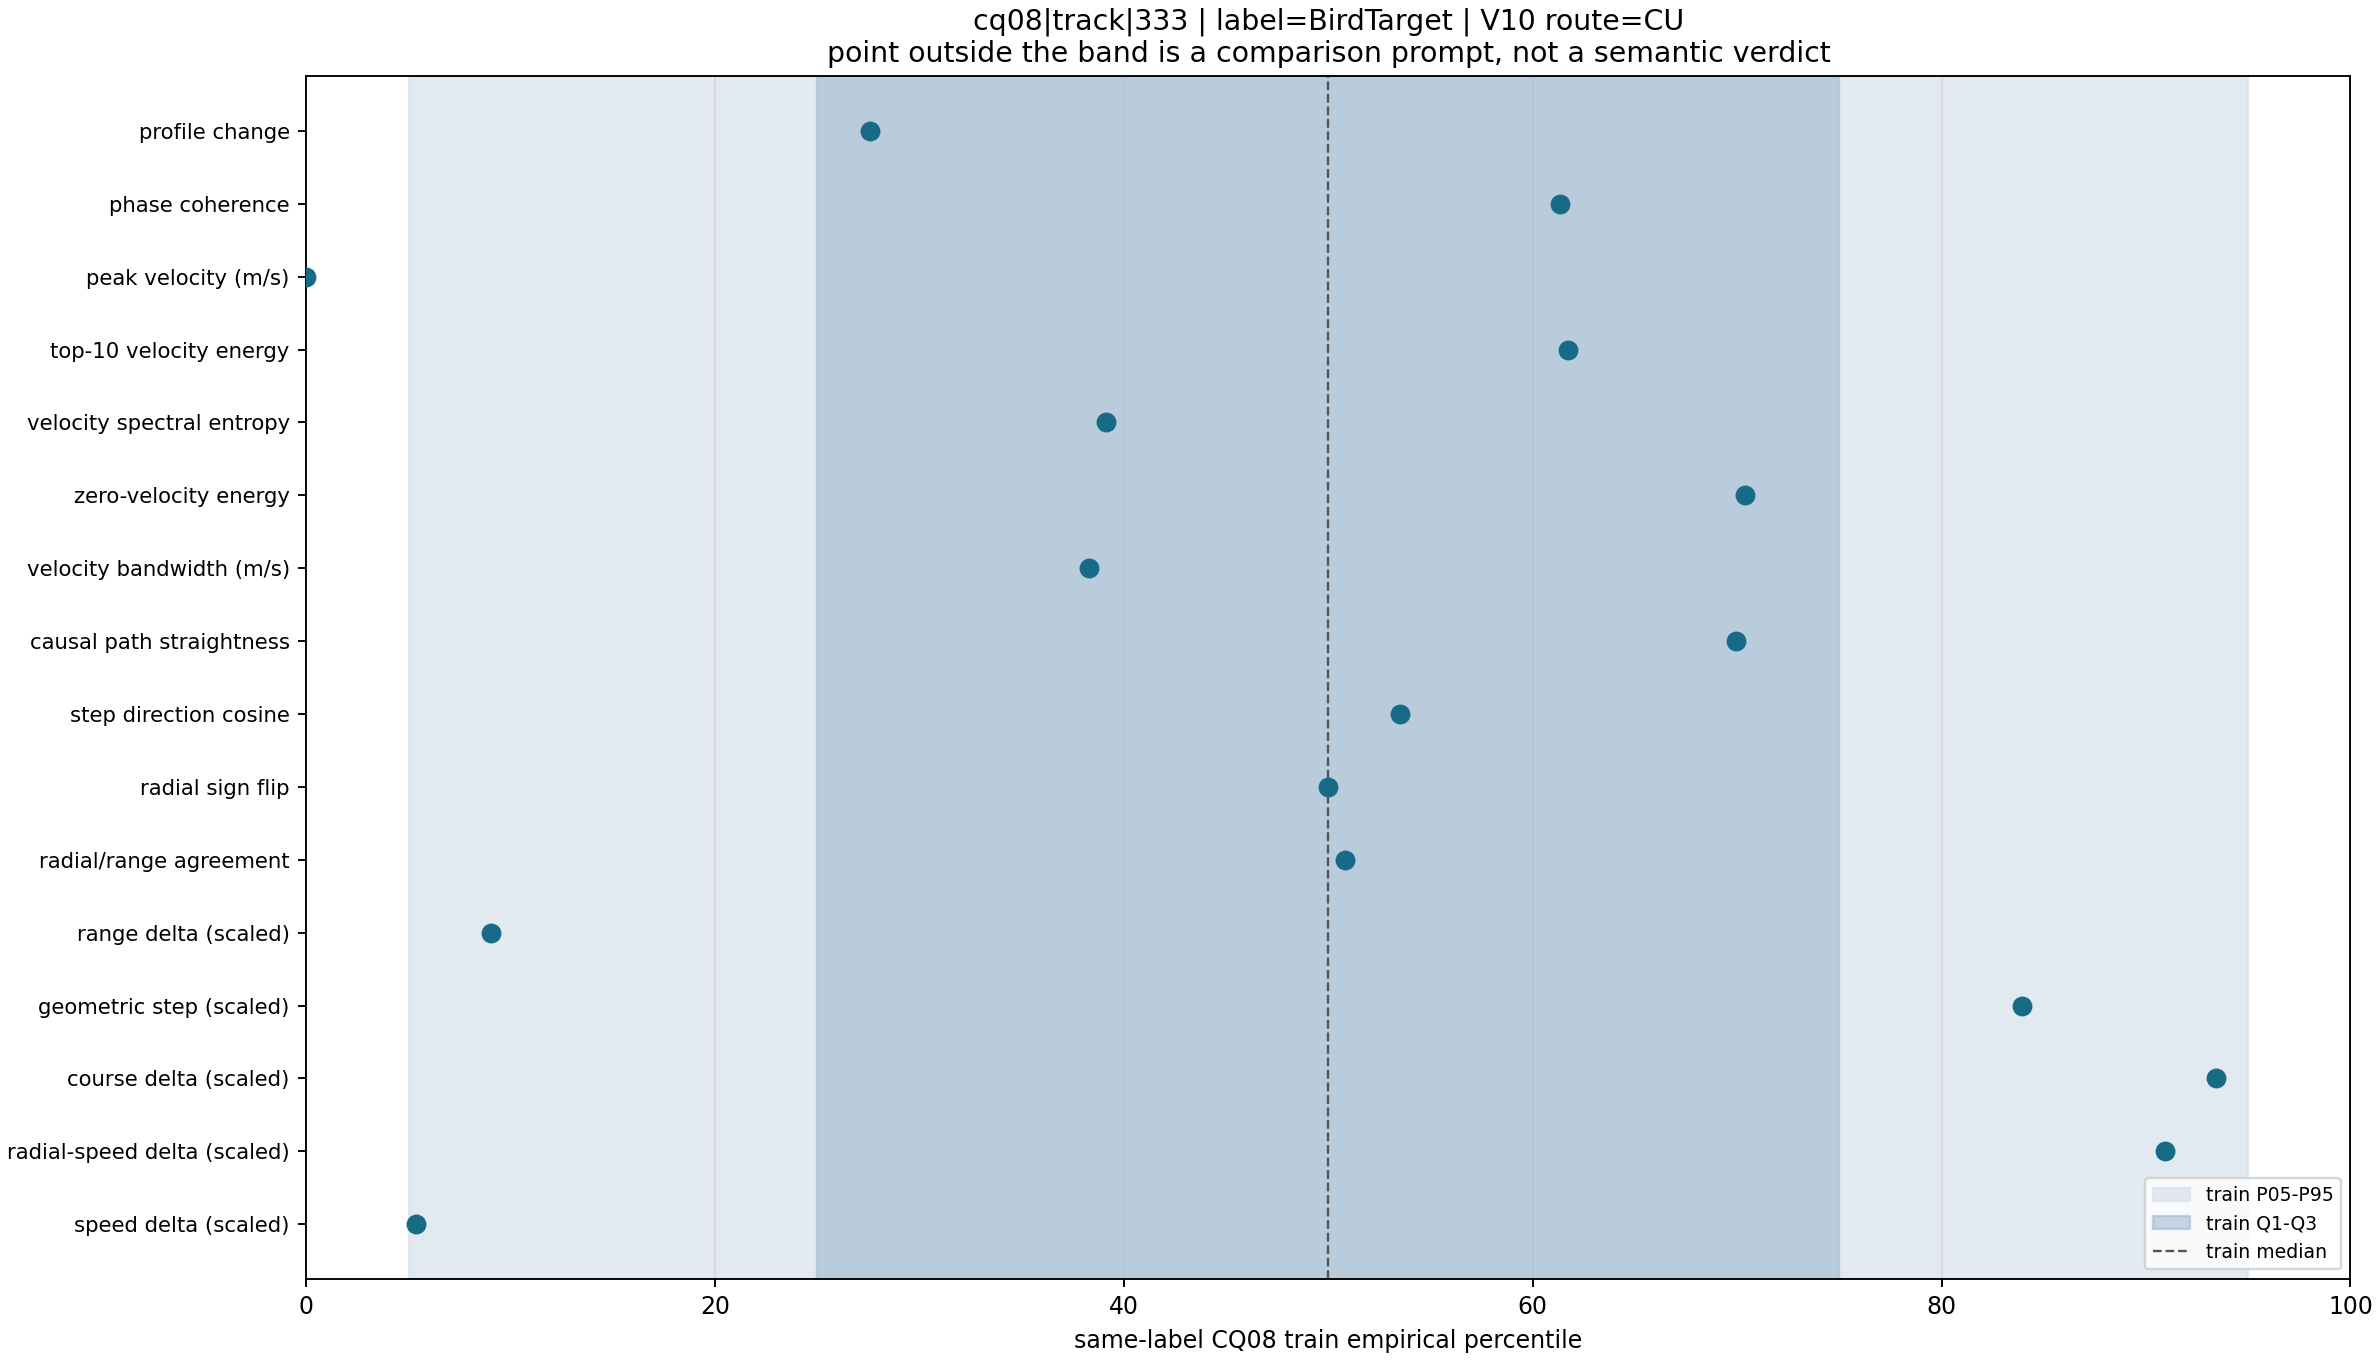 cq08|track|333 | label=BirdTarget | V10 route=CU
point outside the band is a comparison prompt, not a semantic verdict
profile change
phase coherence
peak velocity (m/s)
top-10 velocity energy
velocity spectral entropy
zero-velocity energy
velocity bandwidth (m/s)
causal path straightness
step direction cosine
radial sign flip
radial/range agreement
range delta (scaled)
geometric step (scaled)
course delta (scaled)
radial-speed delta (scaled)
speed delta (scaled)
train P05-P95
train Q1-Q3
train median
0 20 40 60 80 100
same-label CQ08 train empirical percentile